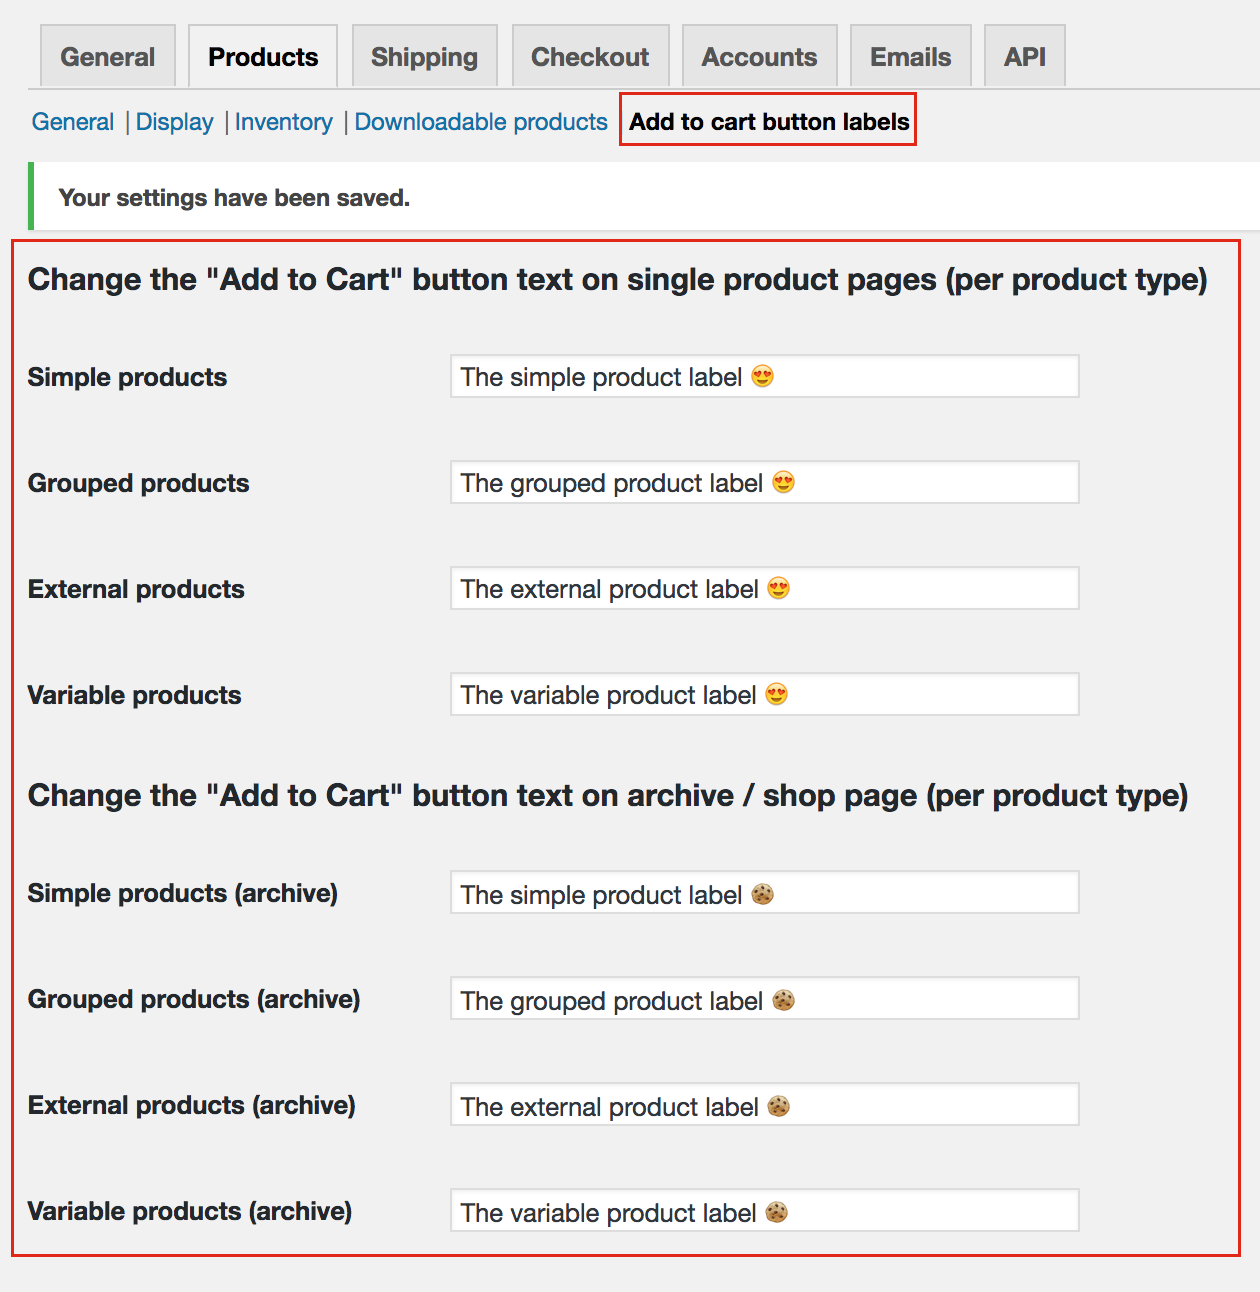 General Products Shipping Checkout Accounts Emails API
General | Display | Inventory | Downloadable products Add to cart button labels
Your settings have been saved.
Change the "Add to Cart" button text on single product pages (per product type)
Simple products The simple product label 😍
Grouped products The grouped product label 😍
External products The external product label 😍
Variable products The variable product label 😍
Change the "Add to Cart" button text on archive / shop page (per product type)
Simple products (archive) The simple product label 🍪
Grouped products (archive) The grouped product label 🍪
External products (archive) The external product label 🍪
Variable products (archive) The variable product label 🍪